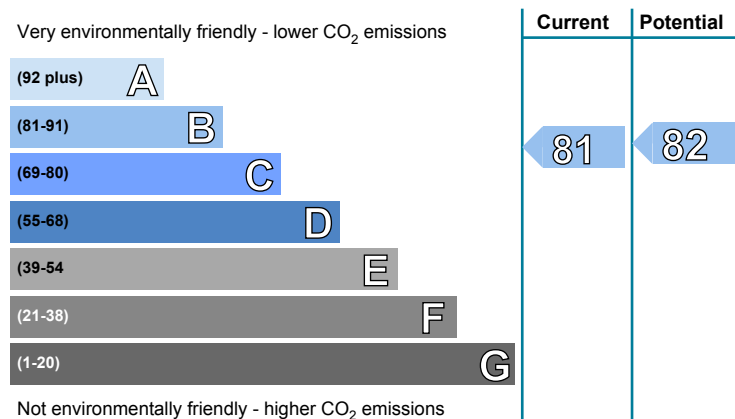 Very environmentally friendly - lower CO₂ emissions
Current
Potential
(92 plus) A
(81-91) B
(69-80) C
(55-68) D
(39-54 E
(21-38) F
(1-20) G
81
82
Not environmentally friendly - higher CO₂ emissions